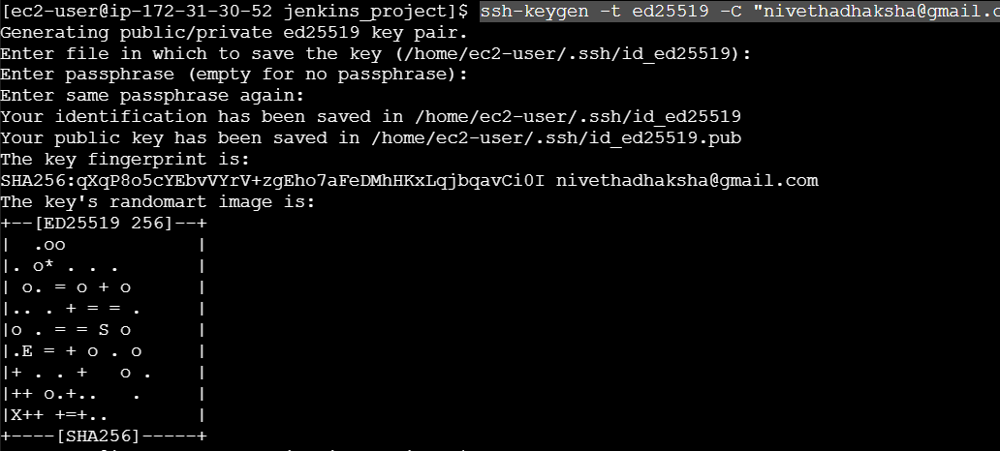 [ec2-user@ip-172-31-30-52 jenkins_project]$ ssh-keygen -t ed25519 -C "nivethadhaksha@gmail.c
Generating public/private ed25519 key pair.
Enter file in which to save the key (/home/ec2-user/.ssh/id_ed25519):
Enter passphrase (empty for no passphrase):
Enter same passphrase again:
Your identification has been saved in /home/ec2-user/.ssh/id_ed25519
Your public key has been saved in /home/ec2-user/.ssh/id_ed25519.pub
The key fingerprint is:
SHA256:qXqP8o5cYEbvVYrV+zgEho7aFeDMhHKxLqjbqavCi0I nivethadhaksha@gmail.com
The key's randomart image is:
+--[ED25519 256]--+
|  .oo            |
|. o* . . .       |
| o. = o + o      |
|.. . + = = .     |
|o . = = S o      |
|.E = + o . o     |
|+ . . +   o .    |
|++ o.+..   .     |
|X++ +=+..        |
+----[SHA256]-----+